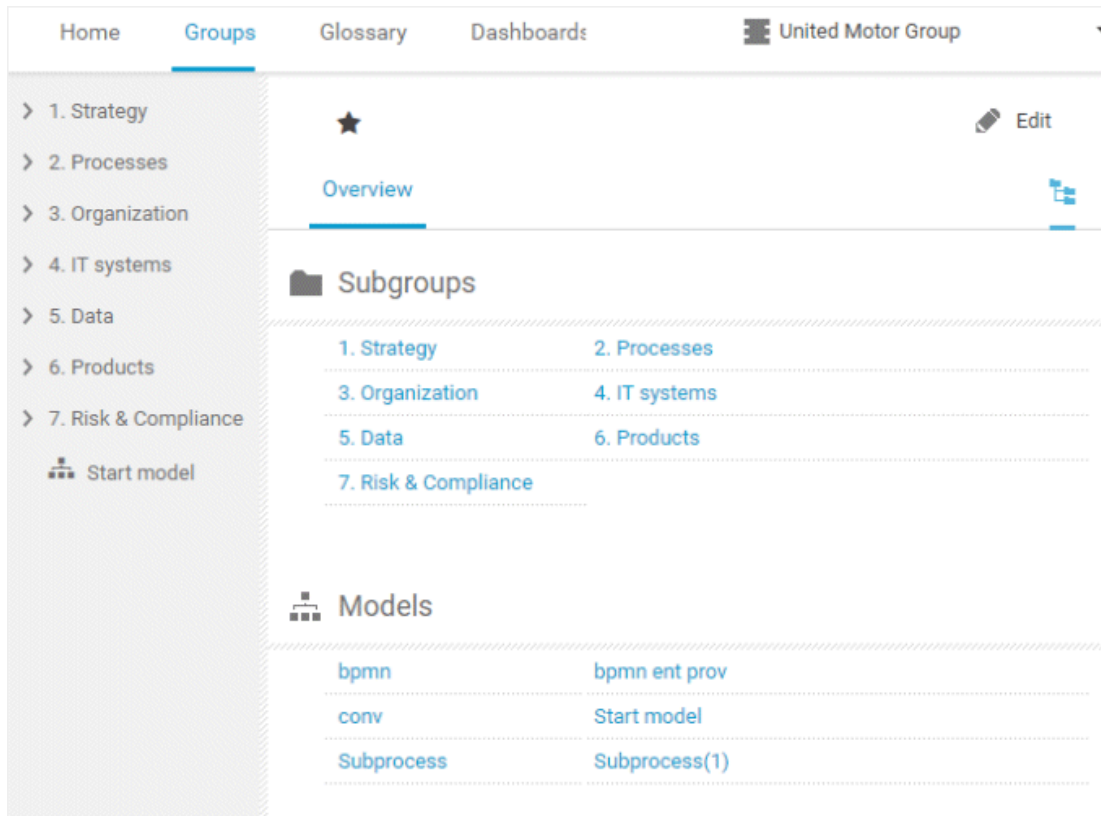 Home Groups Glossary Dashboards United Motor Group
1. Strategy
2. Processes
3. Organization
4. IT systems
5. Data
6. Products
7. Risk & Compliance
Start model
Edit
Overview
Subgroups
1. Strategy 2. Processes
3. Organization 4. IT systems
5. Data 6. Products
7. Risk & Compliance
Models
bpmn bpmn ent prov
conv Start model
Subprocess Subprocess(1)